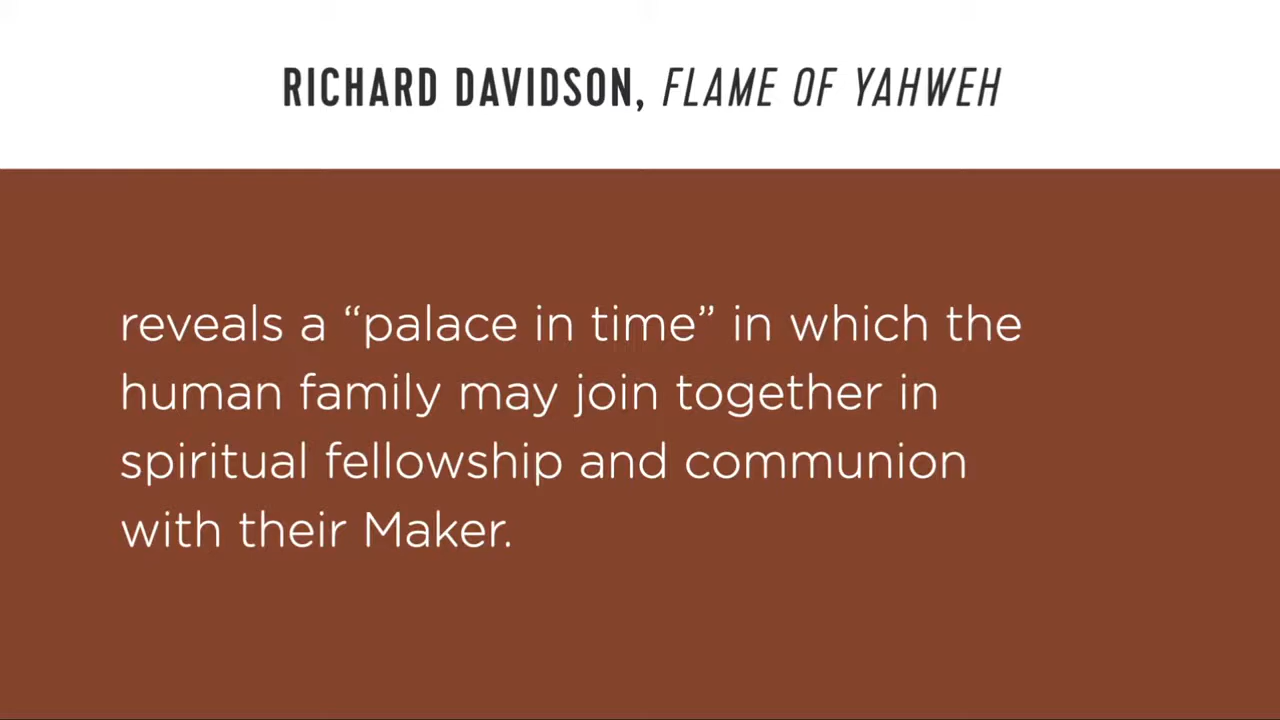 RICHARD DAVIDSON, FLAME OF YAHWEH
reveals a “palace in time” in which the
human family may join together in
spiritual fellowship and communion
with their Maker.